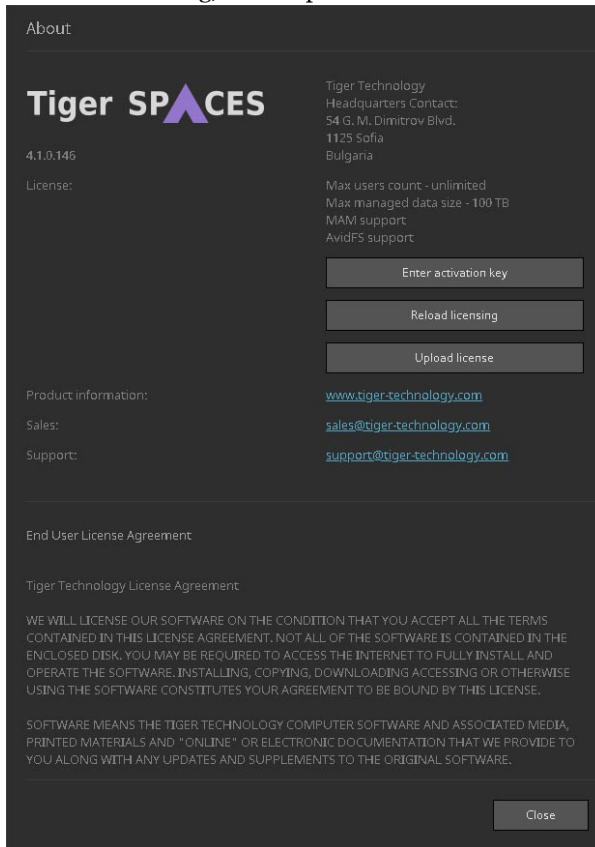 About
Tiger SPACES
Tiger Technology
Headquarters Contact:
54 G. M. Dimitrov Blvd.
1125 Sofia
4.1.0.146
Bulgaria
License:
Max users count - unlimited
Max managed data size - 100 TB
MAM support
AvidFS support
Enter activation key
Reload licensing
Upload license
Product information:
www.tiger-technology.com
Sales:
sales@tiger-technology.com
Support:
support@tiger-technology.com
End User License Agreement
Tiger Technology License Agreement
WE WILL LICENSE OUR SOFTWARE ON THE CONDITION THAT YOU ACCEPT ALL THE TERMS
CONTAINED IN THIS LICENSE AGREEMENT. NOT ALL OF THE SOFTWARE IS CONTAINED IN THE
ENCLOSED DISK. YOU MAY BE REQUIRED TO ACCESS THE INTERNET TO FULLY INSTALL AND
OPERATE THE SOFTWARE. INSTALLING, COPYING, DOWNLOADING ACCESSING OR OTHERWISE
USING THE SOFTWARE CONSTITUTES YOUR AGREEMENT TO BE BOUND BY THIS LICENSE.
SOFTWARE MEANS THE TIGER TECHNOLOGY COMPUTER SOFTWARE AND ASSOCIATED MEDIA,
PRINTED MATERIALS AND "ONLINE" OR ELECTRONIC DOCUMENTATION THAT WE PROVIDE TO
YOU ALONG WITH ANY UPDATES AND SUPPLEMENTS TO THE ORIGINAL SOFTWARE.
Close